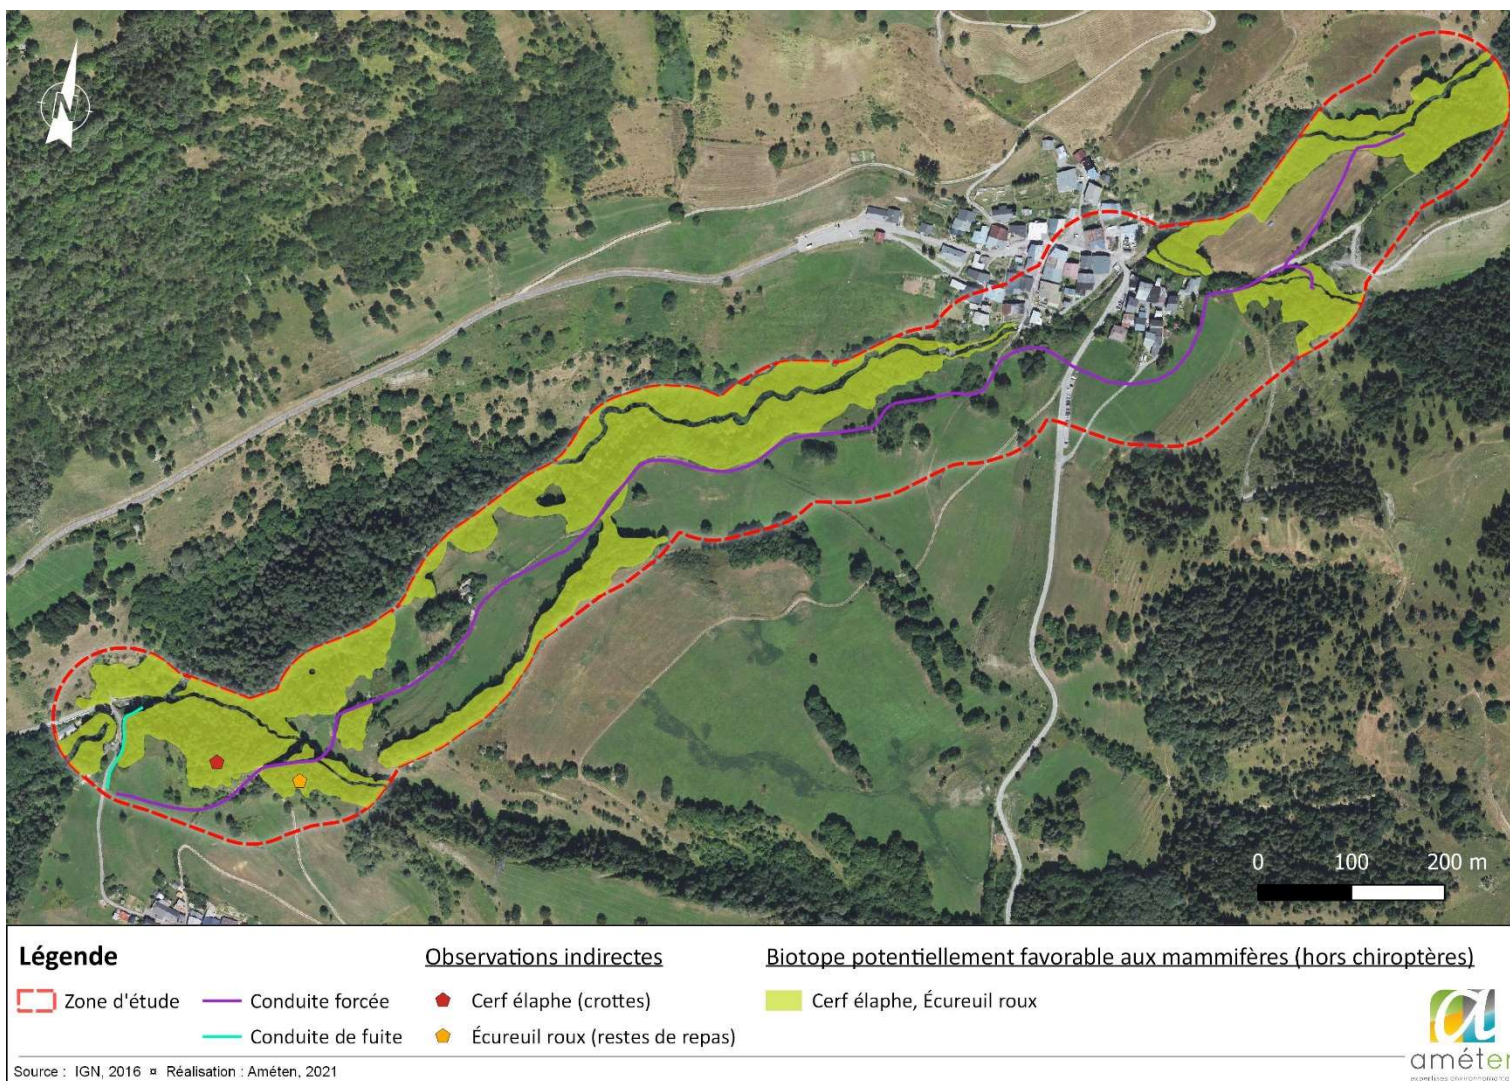 N
0 100 200 m
Légende
Observations indirectes
Biotope potentiellement favorable aux mammifères (hors chiroptères)
Zone d'étude
Conduite forcée
Cerf élaphe (crottes)
Cerf élaphe, Écureuil roux
Conduite de fuite
Écureuil roux (restes de repas)
améten
Source : IGN, 2016 ¤ Réalisation : Améten, 2021